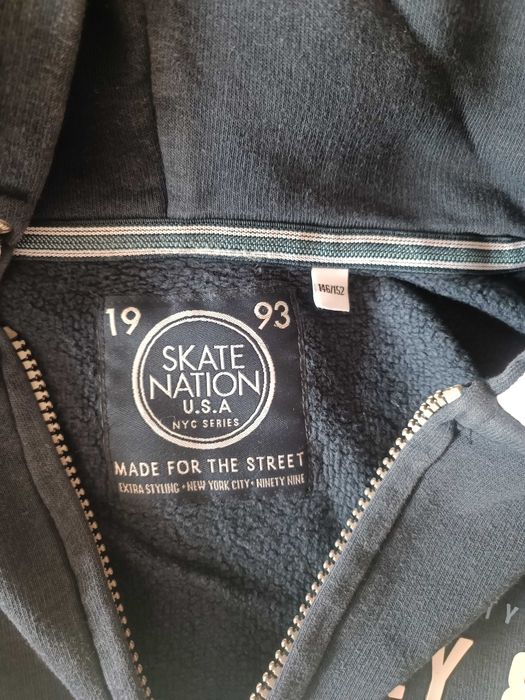 146/152
19 93
SKATE
NATION
U.S.A
NYC SERIES
MADE FOR THE STREET
EXTRA STYLING • NEW YORK CITY • NINETY NINE
TY
Y &